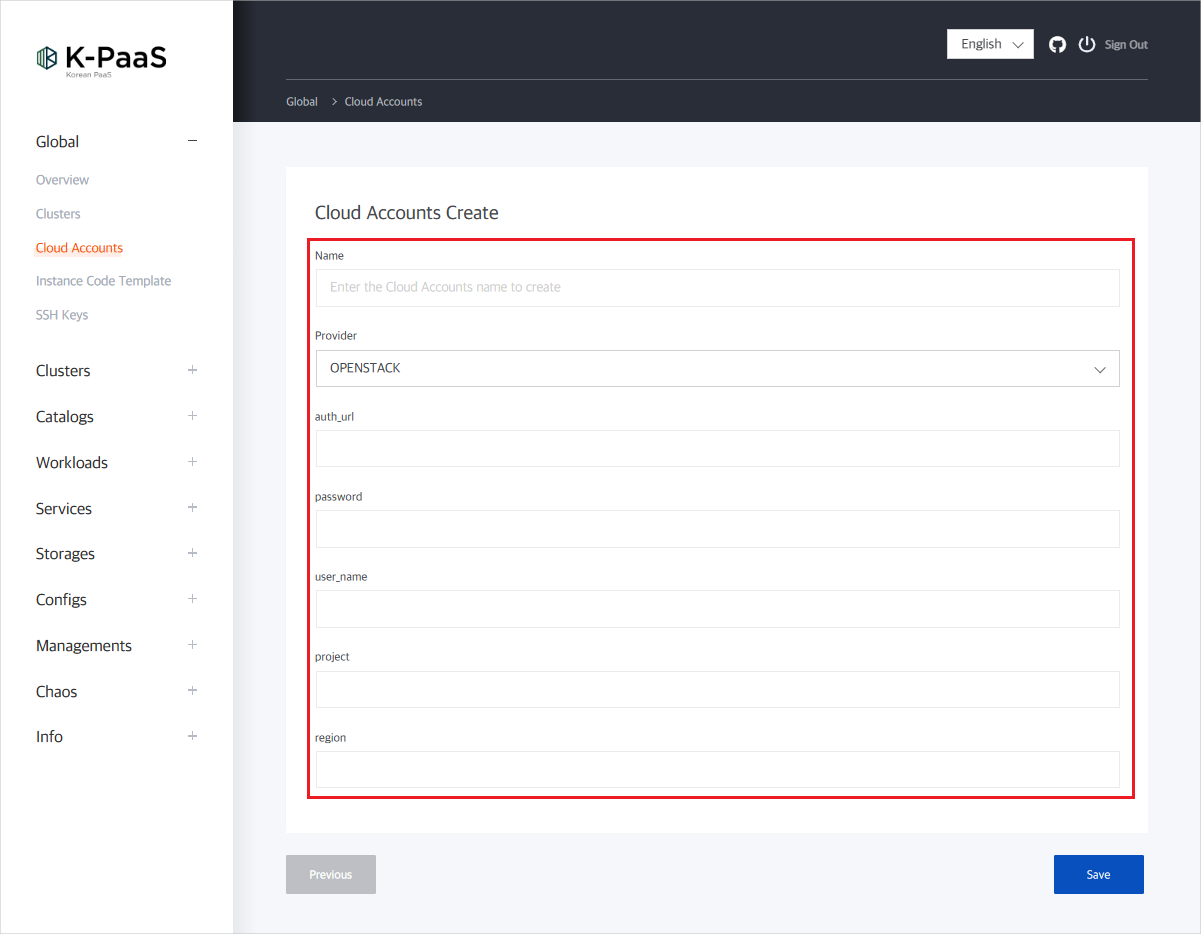 K-PaaS
Korean PaaS
Global
Overview
Clusters
Cloud Accounts
Instance Code Template
SSH Keys
Clusters
Catalogs
Workloads
Services
Storages
Configs
Managements
Chaos
Info
English
Sign Out
Global > Cloud Accounts
Cloud Accounts Create
Name
Enter the Cloud Accounts name to create
Provider
OPENSTACK
auth_url
password
user_name
project
region
Previous
Save